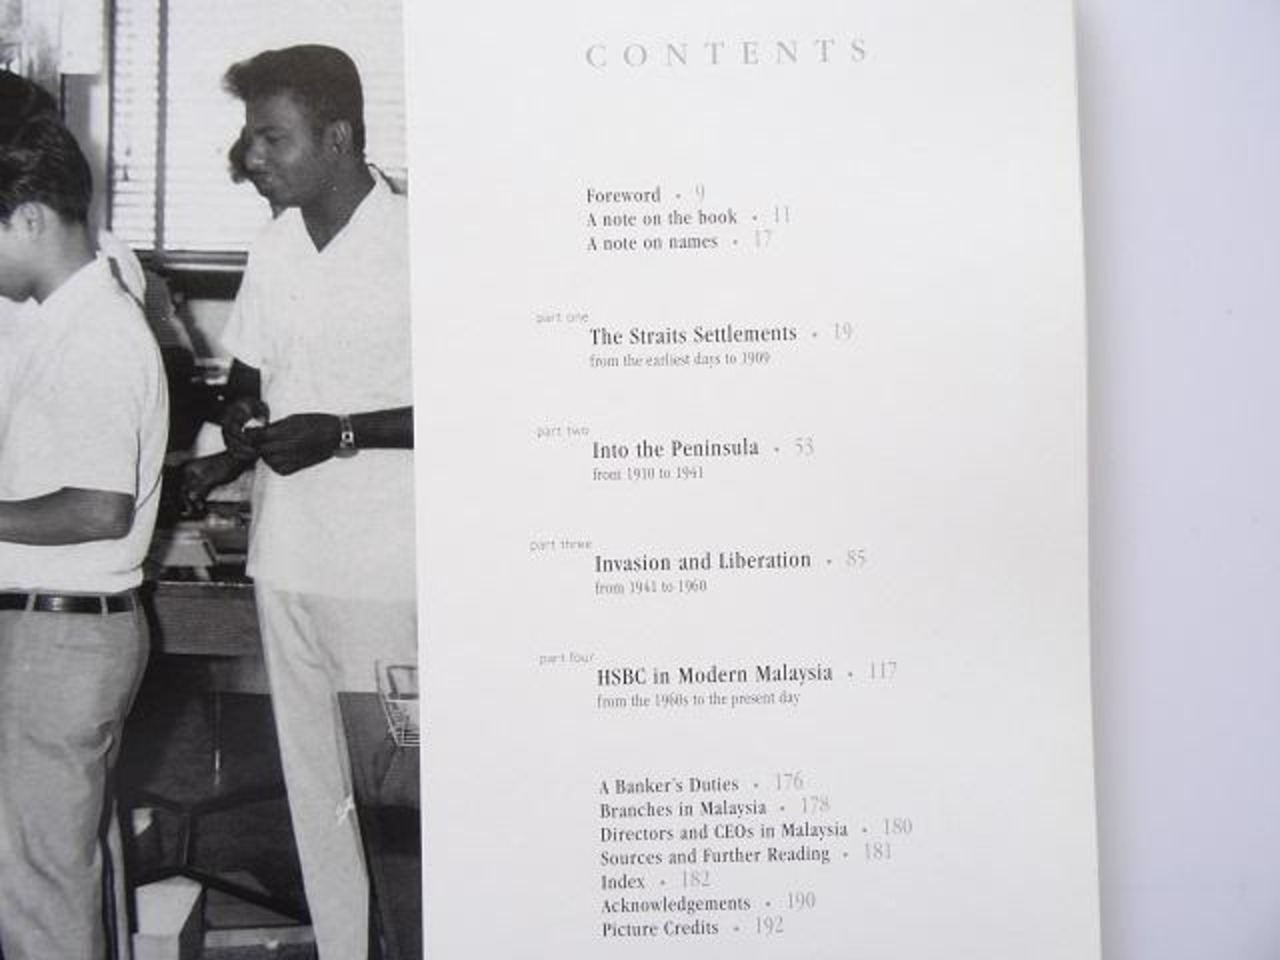 CONTENTS
Foreword • 9
A note on the book • 11
A note on names • 17
part one
The Straits Settlements • 19
from the earliest days to 1909
part two
Into the Peninsula • 53
from 1910 to 1941
part three
Invasion and Liberation • 85
from 1941 to 1960
part four
HSBC in Modern Malaysia • 117
from the 1960s to the present day
A Banker's Duties • 176
Branches in Malaysia • 178
Directors and CEOs in Malaysia • 180
Sources and Further Reading • 181
Index • 182
Acknowledgements • 190
Picture Credits • 192